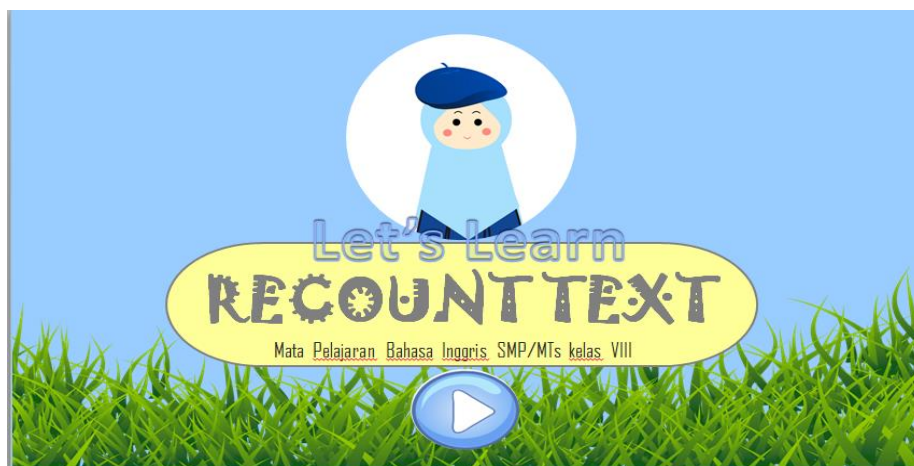 Let's Learn
RECOUNT TEXT
Mata Pelajaran Bahasa Inggris SMP/MTs kelas VIII